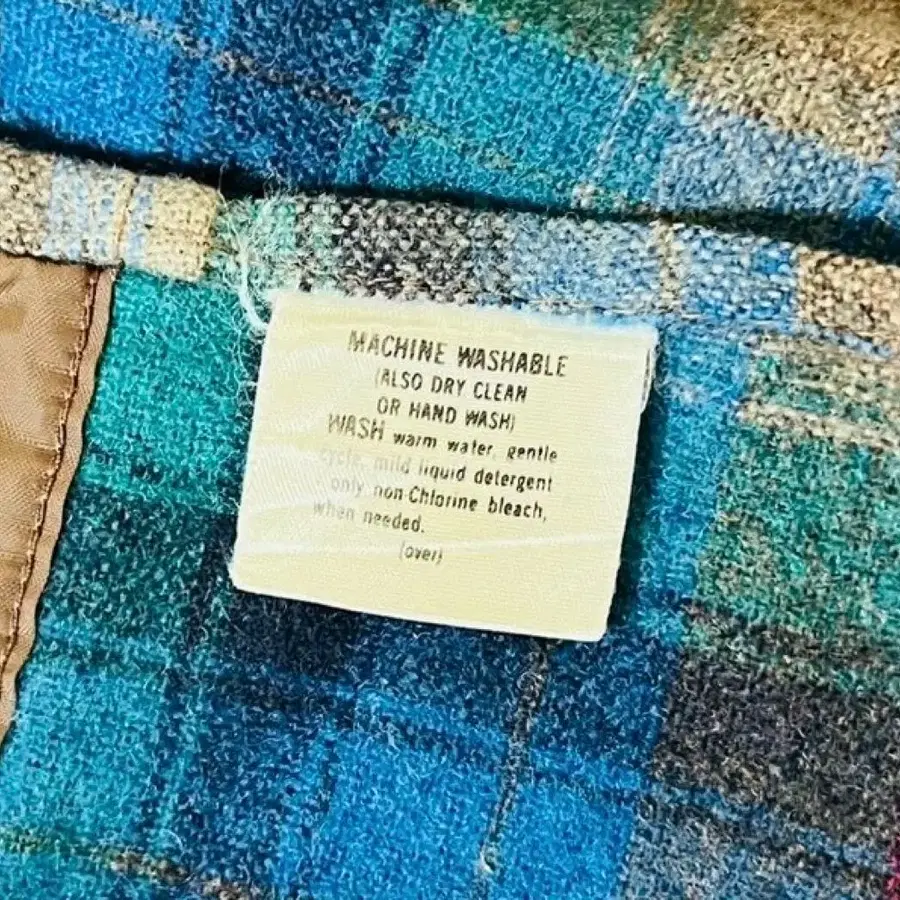 MACHINE WASHABLE
(ALSO DRY CLEAN
OR HAND WASH)
WASH warm water, gentle
cycle, mild liquid detergent
only non-Chlorine bleach,
when needed.
(over)